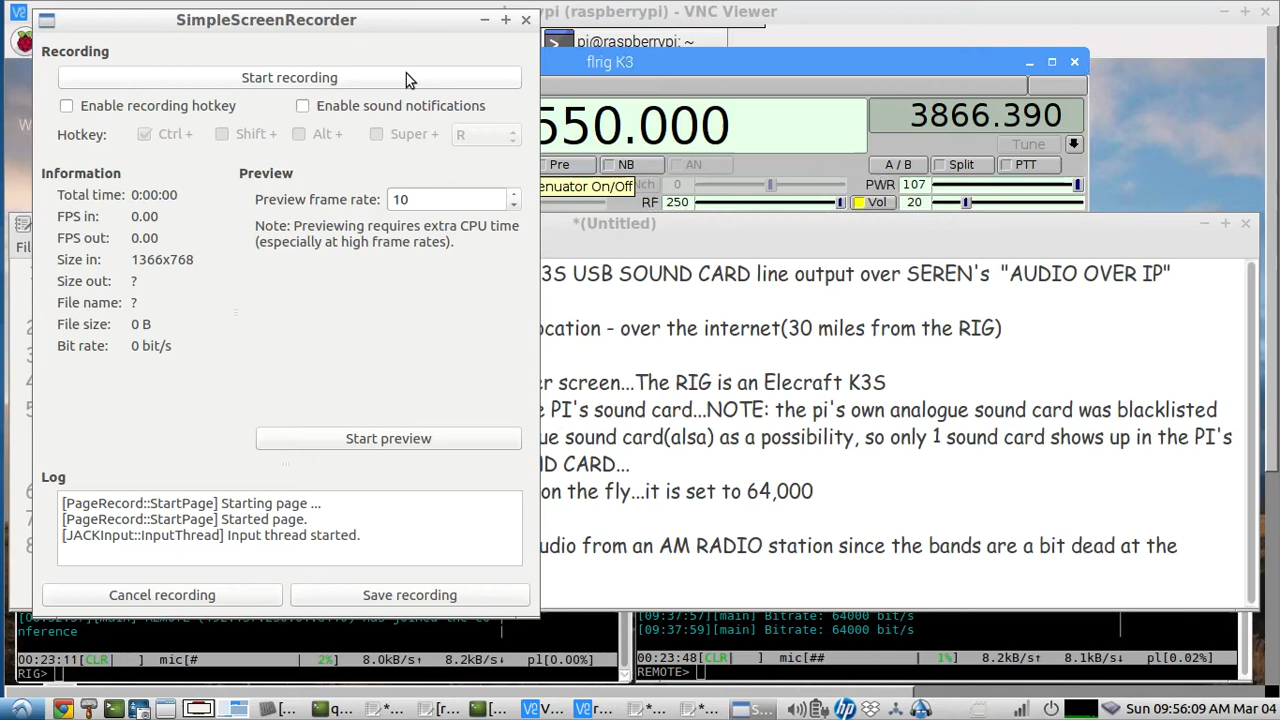 SimpleScreenRecorder
ypi (raspberrypi) - VNC Viewer
pi@raspberrypi: ~
flrig K3
Recording
Start recording
Enable recording hotkey
Enable sound notifications
Hotkey: Ctrl + Shift + Alt + Super + R
Information
Total time: 0:00:00
FPS in: 0.00
FPS out: 0.00
Size in: 1366x768
Size out: ?
File name: ?
File size: 0 B
Bit rate: 0 bit/s
Preview
Preview frame rate: 10
Note: Previewing requires extra CPU time
(especially at high frame rates).
Start preview
Log
[PageRecord::StartPage] Starting page ...
[PageRecord::StartPage] Started page.
[JACKInput::InputThread] Input thread started.
Cancel recording
Save recording
550.000
3866.390
Tune
Pre NB AN A / B Split PTT
enuator On/Off
tch 0 PWR 107
RF 250 Vol 20
*(Untitled)
Fil
K3S USB SOUND CARD line output over SEREN's "AUDIO OVER IP"
ocation - over the internet(30 miles from the RIG)
er screen...The RIG is an Elecraft K3S
e PI's sound card...NOTE: the pi's own analogue sound card was blacklisted
ue sound card(alsa) as a possibility, so only 1 sound card shows up in the PI's
ND CARD...
on the fly...it is set to 64,000
udio from an AM RADIO station since the bands are a bit dead at the
nference
00:23:11[CLR ] mic[# | 2%] 8.0kB/s↑ 8.2kB/s↓ pl[0.00%]
RIG>
[09:37:57][main] Bitrate: 64000 bit/s
[09:37:59][main] Bitrate: 64000 bit/s
00:23:48[CLR ] mic[## | 1%] 8.2kB/s↑ 8.1kB/s↓ pl[0.02%]
REMOTE>
[... q... *... [r... *... [... V... r... *... *... S...
Sun, 09:56:09 Mar 04